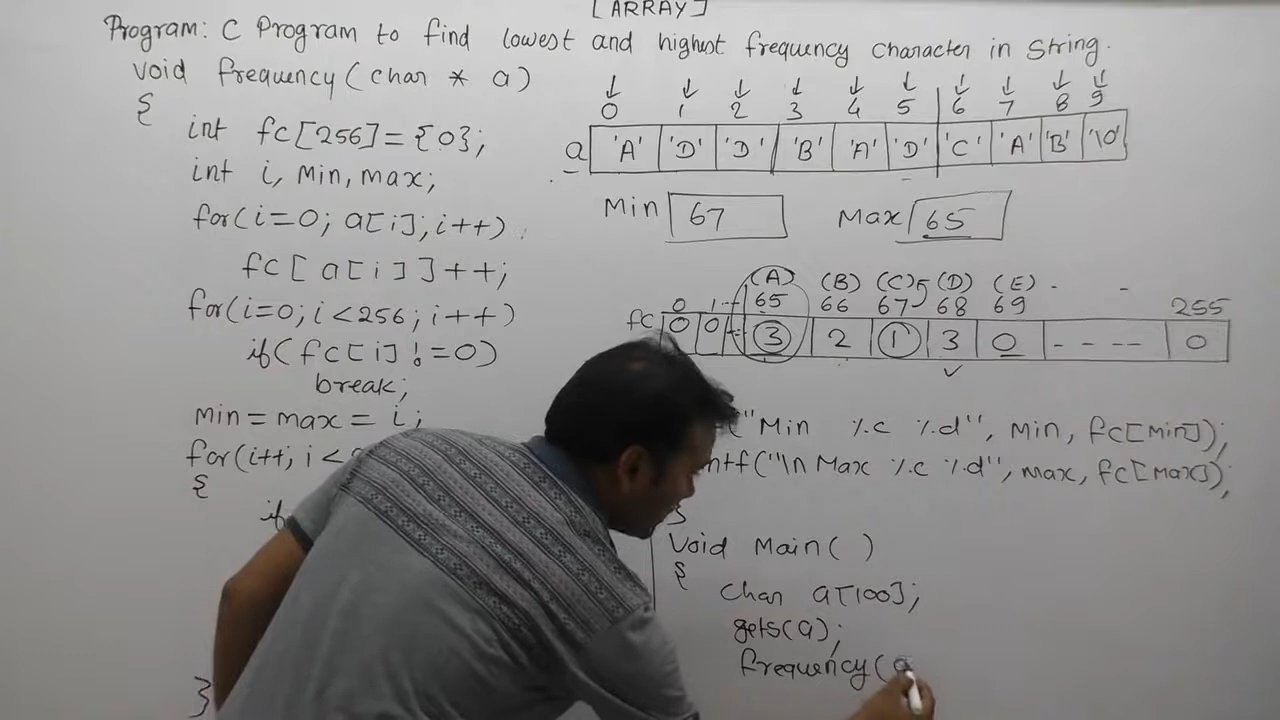 [ARRAY]
Program: C Program to find lowest and highest frequency character in String.
void frequency(char * a)
{
int fc[256]={0};
int i, min, max;
for(i=0; a[i]; i++)
fc[a[i]]++;
for(i=0; i<256; i++)
if(fc[i]!=0)
break;
min = max = i;
for(i++; i<
{
if
}
0 1 2 3 4 5 6 7 8 9
a 'A' 'D' 'D' 'B' 'A' 'D' 'C' 'A' 'B' '\0'
Min 67 Max 65
(A) (B) (C) (D) (E) - -
0 1 65 66 67 68 69 255
fc 0 0 3 2 1 3 0 - - - - 0
("Min %c %d", min, fc[min]);
ntf("\n Max %c %d", max, fc[max]);
}
void main( )
{
char a[100];
gets(a);
frequency(a